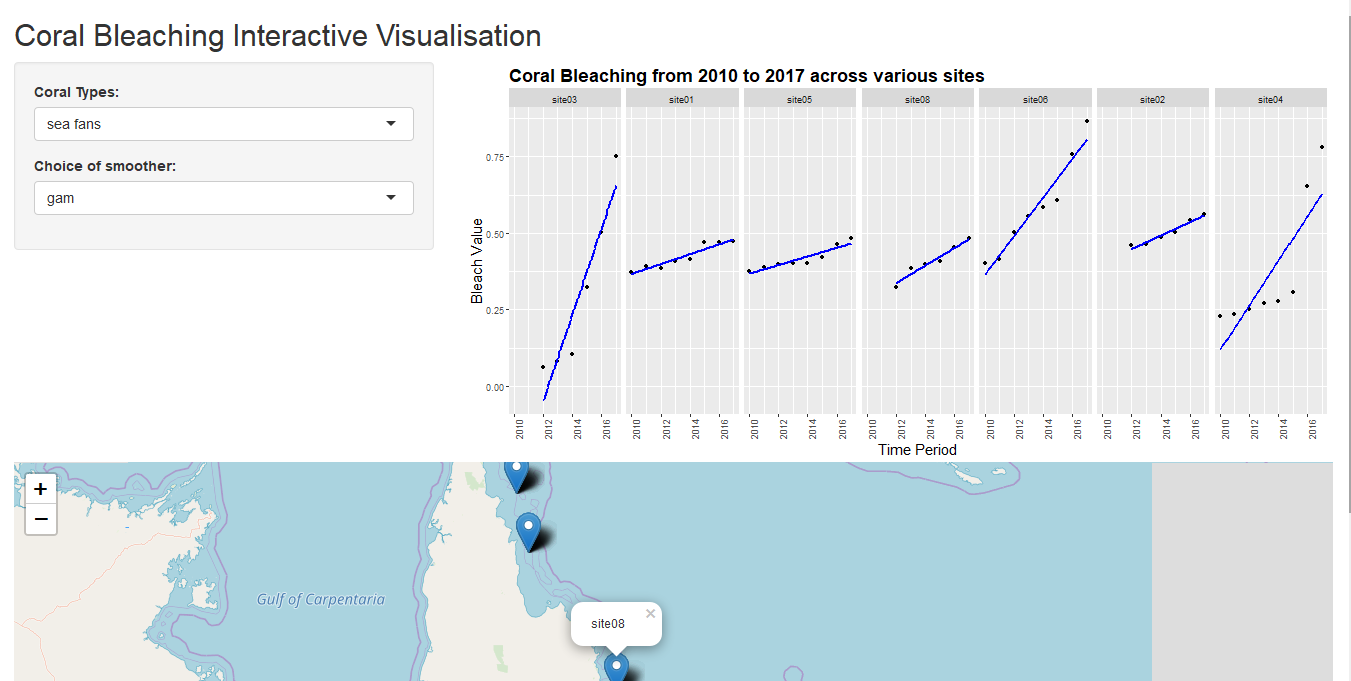 Coral Bleaching Interactive Visualisation
Coral Types:
sea fans
Choice of smoother:
gam
Coral Bleaching from 2010 to 2017 across various sites
site03 site01 site05 site08 site06 site02 site04
Bleach Value
0.75
0.50
0.25
0.00
2010 2012 2014 2016 2010 2012 2014 2016 2010 2012 2014 2016 2010 2012 2014 2016 2010 2012 2014 2016 2010 2012 2014 2016 2010 2012 2014 2016
Time Period
+
−
Gulf of Carpentaria
site08 ×